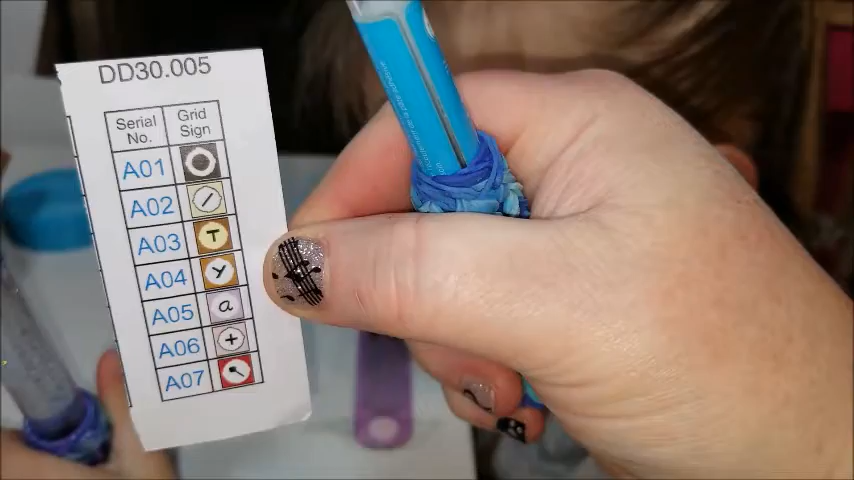 DD30.005
Serial No. Grid Sign
A01
A02 /
A03 T
A04 Y
A05 a
A06 +
A07